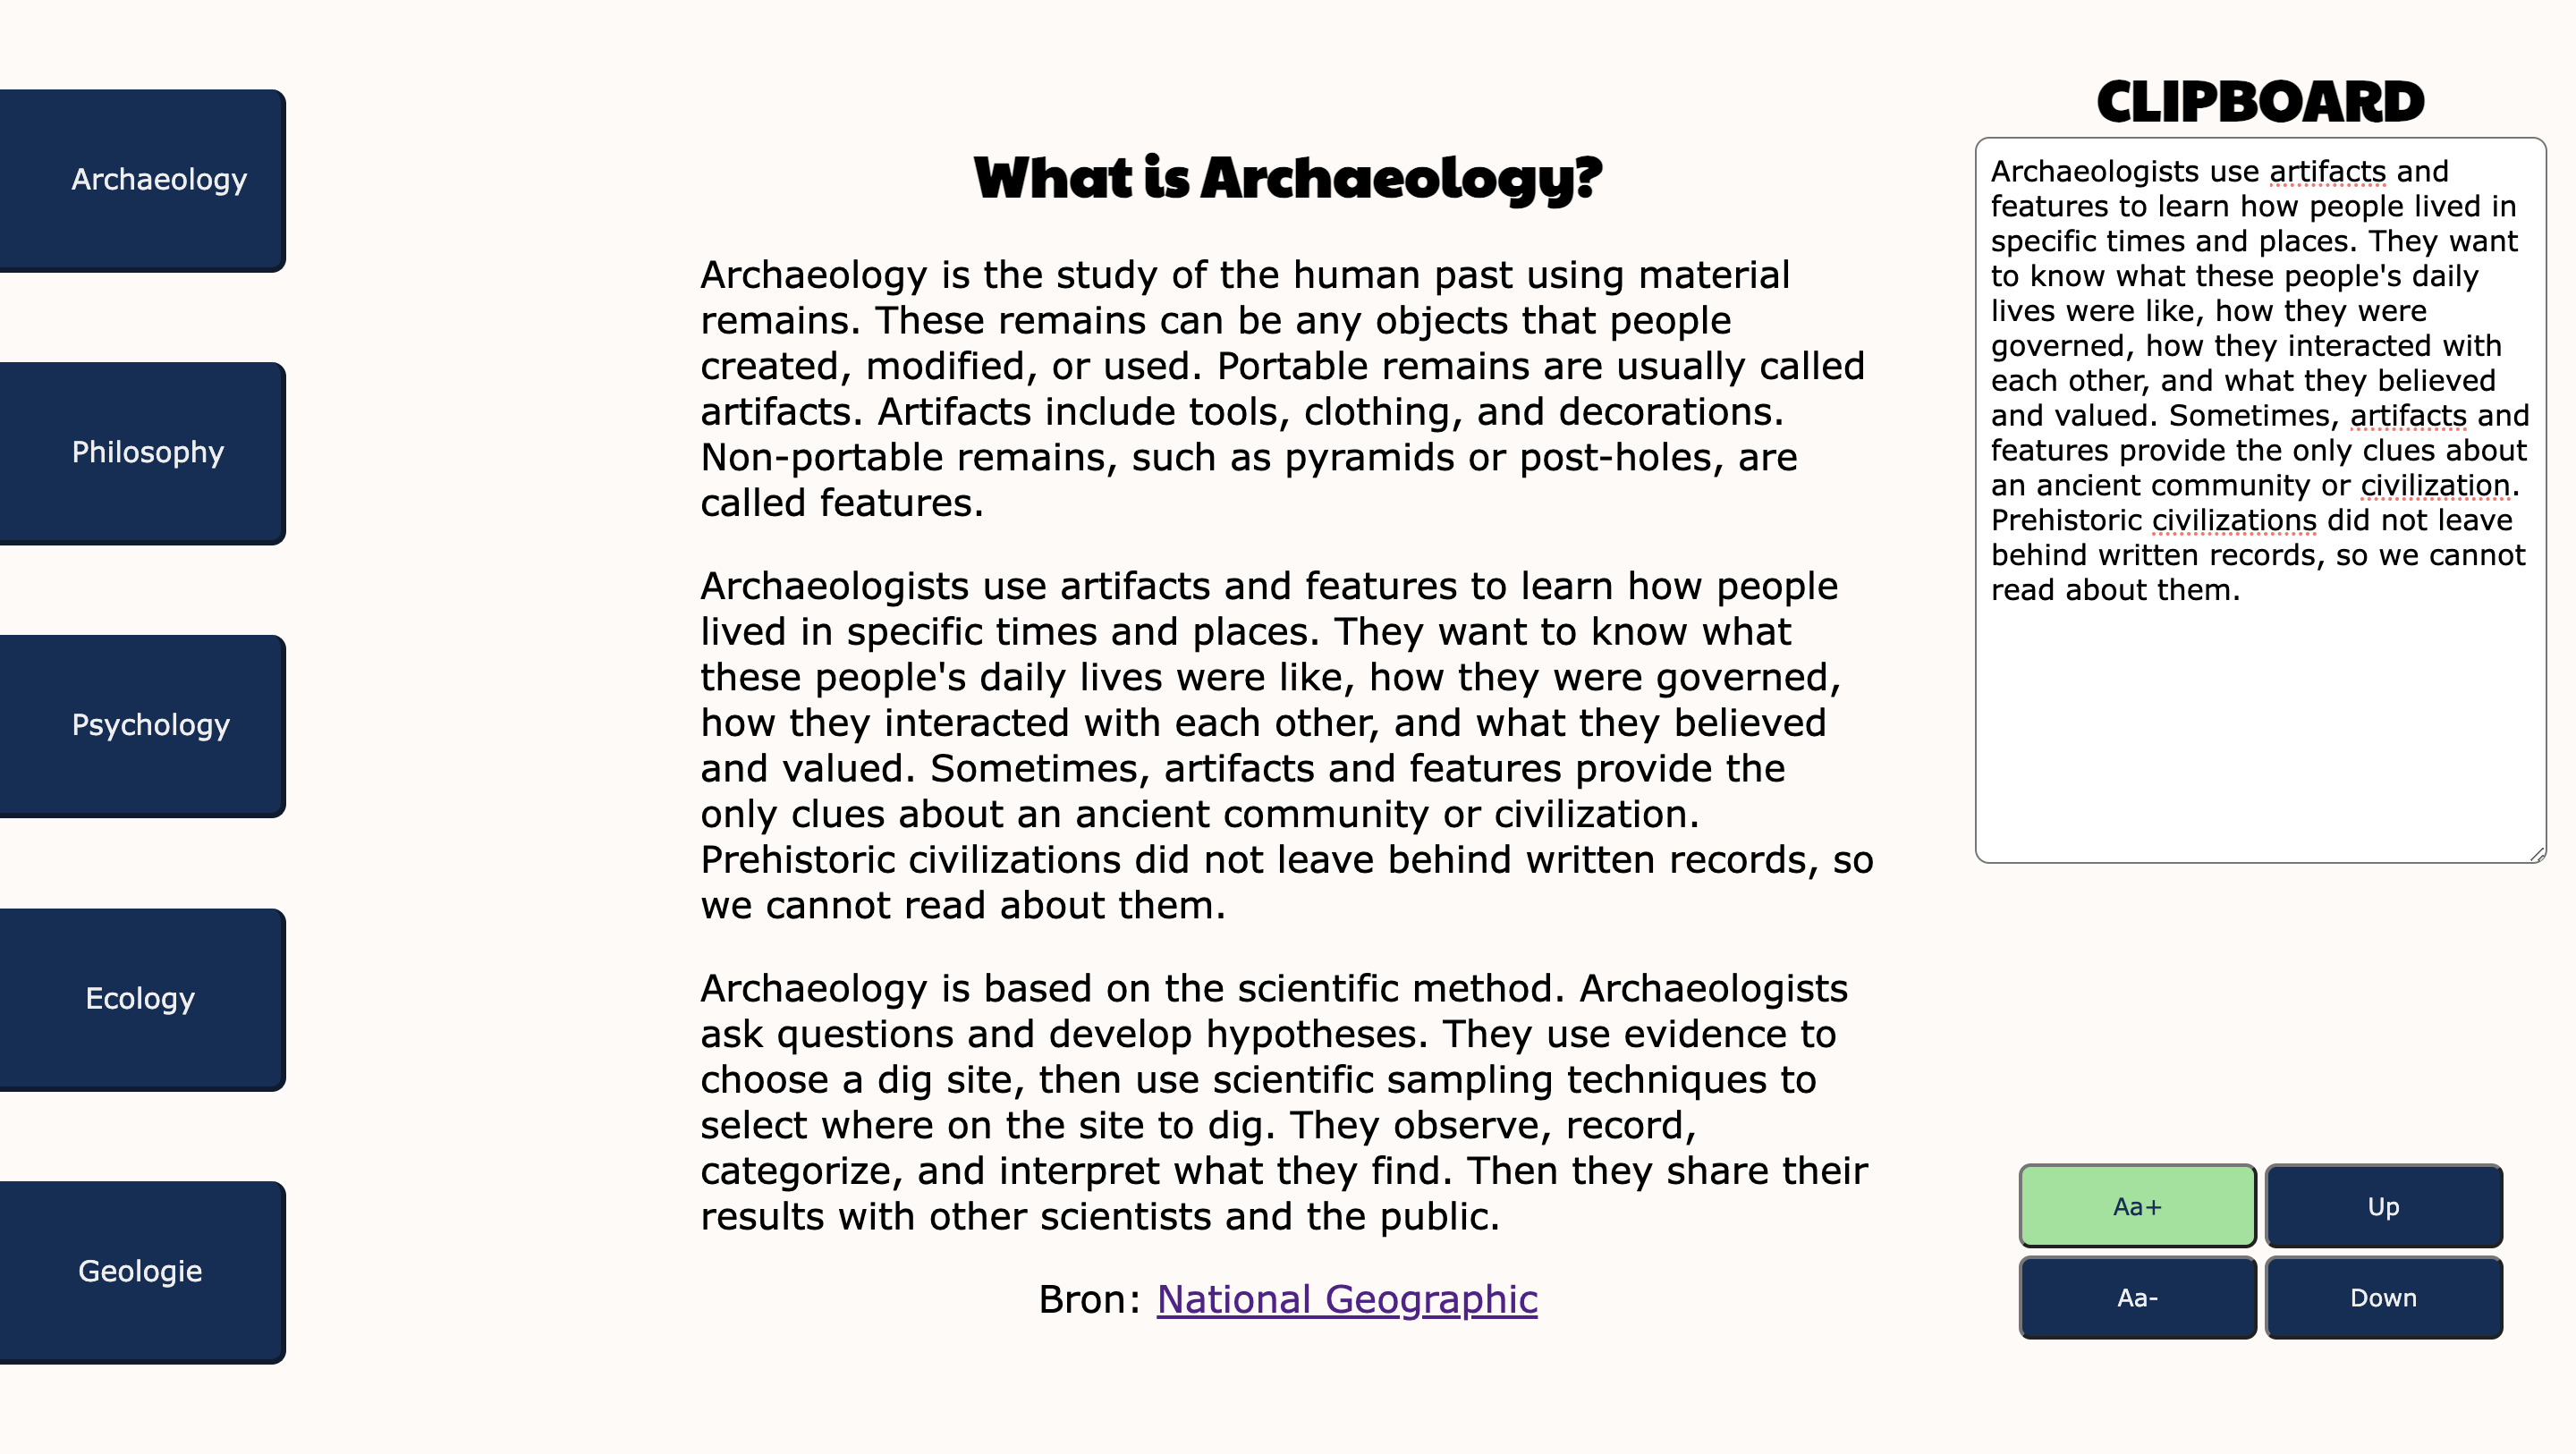 Archaeology
Philosophy
Psychology
Ecology
Geologie
What is Archaeology?
Archaeology is the study of the human past using material
remains. These remains can be any objects that people
created, modified, or used. Portable remains are usually called
artifacts. Artifacts include tools, clothing, and decorations.
Non-portable remains, such as pyramids or post-holes, are
called features.
Archaeologists use artifacts and features to learn how people
lived in specific times and places. They want to know what
these people's daily lives were like, how they were governed,
how they interacted with each other, and what they believed
and valued. Sometimes, artifacts and features provide the
only clues about an ancient community or civilization.
Prehistoric civilizations did not leave behind written records, so
we cannot read about them.
Archaeology is based on the scientific method. Archaeologists
ask questions and develop hypotheses. They use evidence to
choose a dig site, then use scientific sampling techniques to
select where on the site to dig. They observe, record,
categorize, and interpret what they find. Then they share their
results with other scientists and the public.
Bron: National Geographic
CLIPBOARD
Archaeologists use artifacts and
features to learn how people lived in
specific times and places. They want
to know what these people's daily
lives were like, how they were
governed, how they interacted with
each other, and what they believed
and valued. Sometimes, artifacts and
features provide the only clues about
an ancient community or civilization.
Prehistoric civilizations did not leave
behind written records, so we cannot
read about them.
Aa+
Up
Aa-
Down